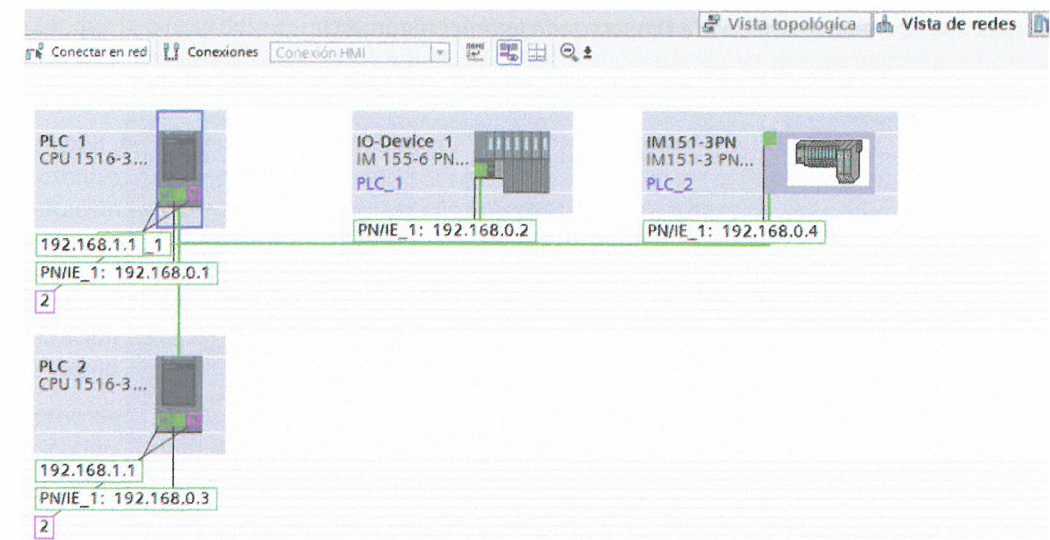 Vista topológica
Vista de redes
Conectar en red
Conexiones
Conexión HMI
PLC_1
CPU 1516-3...
IO-Device_1
IM 155-6 PN...
PLC_1
IM151-3PN
IM151-3 PN...
PLC_2
PN/IE_1: 192.168.0.2
PN/IE_1: 192.168.0.4
192.168.1.1 _1
PN/IE_1: 192.168.0.1
2
PLC_2
CPU 1516-3...
192.168.1.1
PN/IE_1: 192.168.0.3
2